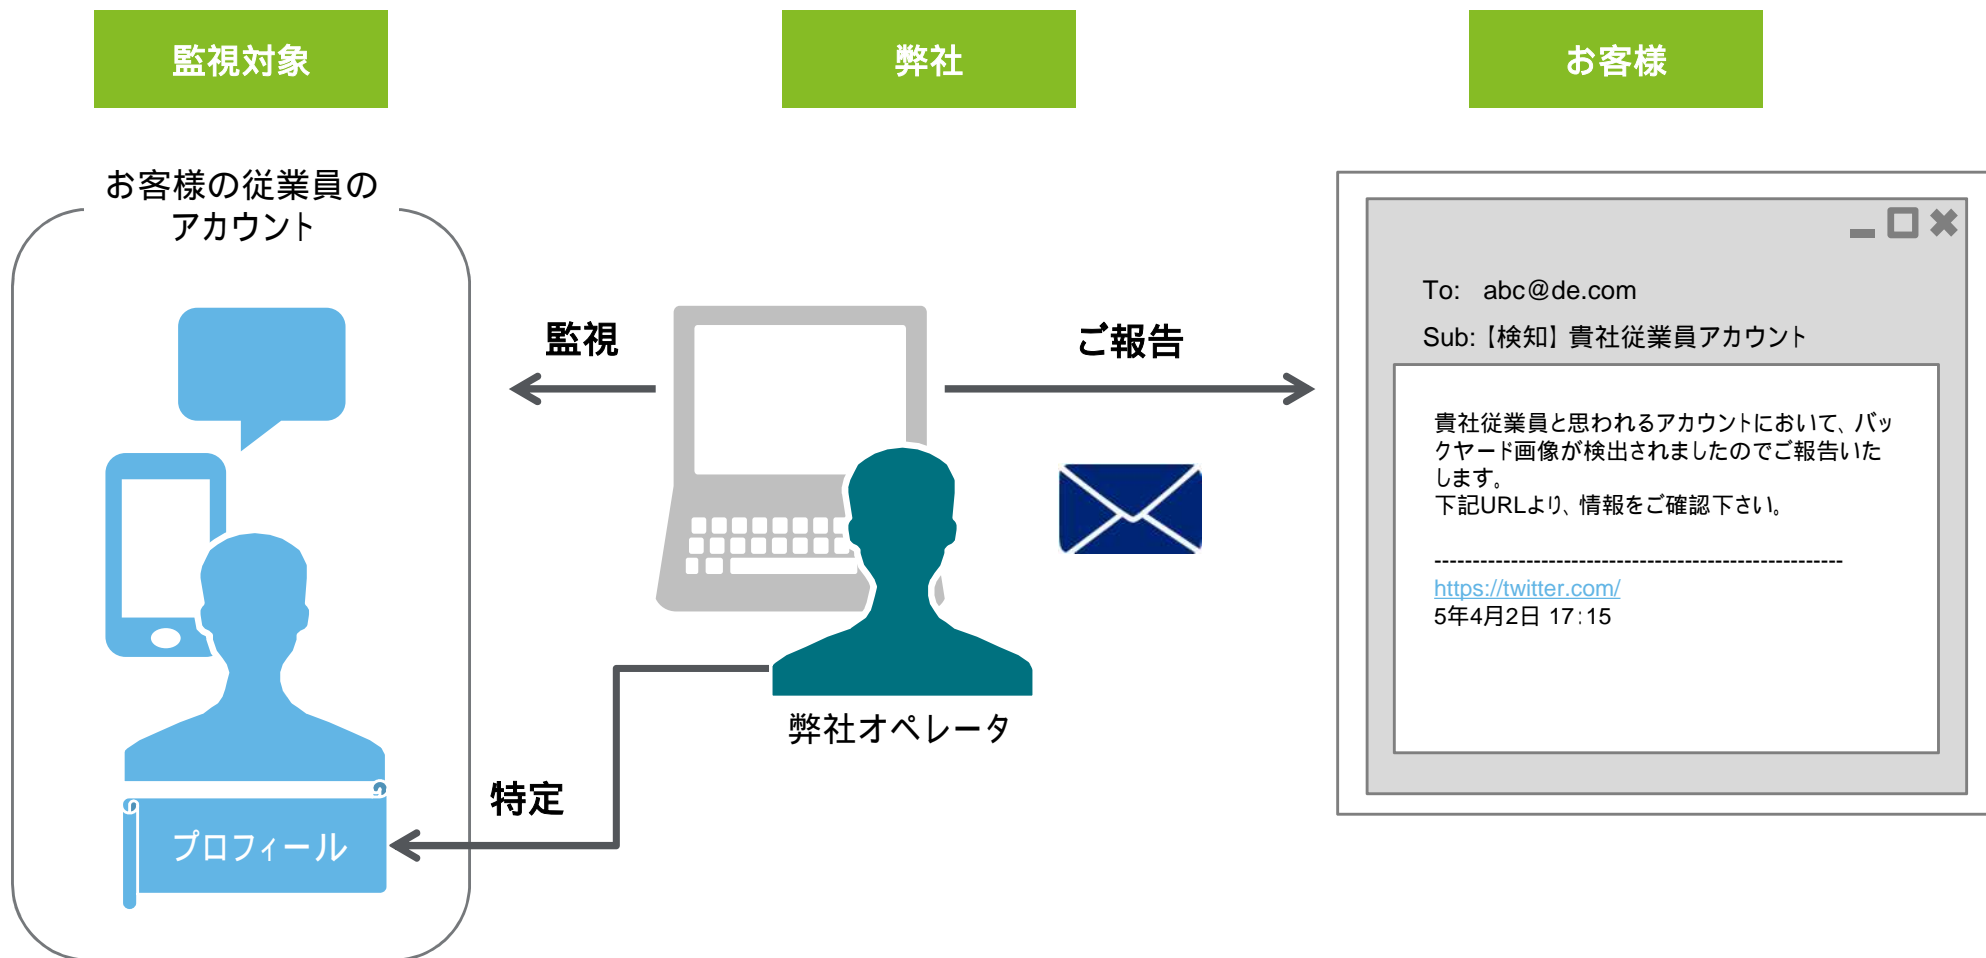 監視対象
弊社
お客様
お客様の従業員の
アカウント
監視
ご報告
弊社オペレータ
特定
プロフィール
To: abc@de.com
Sub:【検知】貴社従業員アカウント
貴社従業員と思われるアカウントにおいて、バッ
クヤード画像が検出されましたのでご報告いた
します。
下記URLより、情報をご確認下さい。
------------------------------------------------------
https://twitter.com/
5年4月2日 17:15